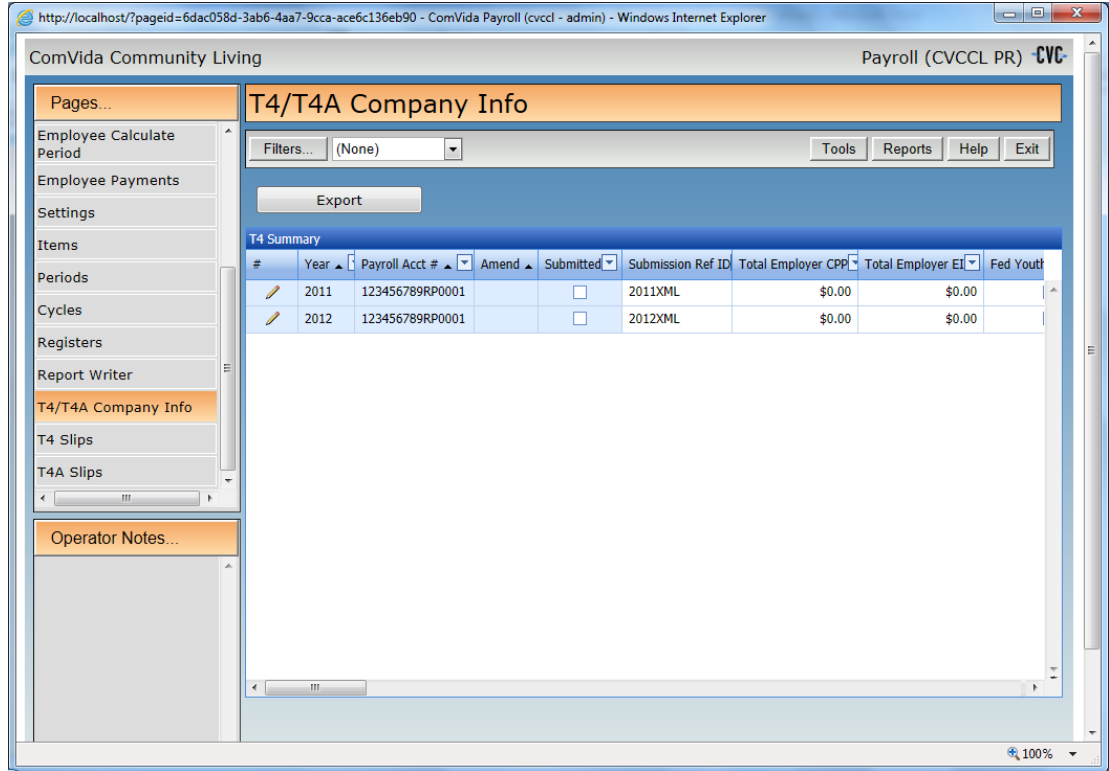 http://localhost/?pageid=6dac058d-3ab6-4aa7-9cca-ace6c136eb90 - ComVida Payroll (cvccl - admin) - Windows Internet Explorer
ComVida Community Living
Payroll (CVCCL PR) -CVC-
Pages...
Employee Calculate
Period
Employee Payments
Settings
Items
Periods
Cycles
Registers
Report Writer
T4/T4A Company Info
T4 Slips
T4A Slips
Operator Notes...
T4/T4A Company Info
Filters... (None) Tools Reports Help Exit
Export
T4 Summary
# Year Payroll Acct # Amend Submitted Submission Ref ID Total Employer CPP Total Employer EI Fed Youth
2011 123456789RP0001 2011XML $0.00 $0.00
2012 123456789RP0001 2012XML $0.00 $0.00
100%